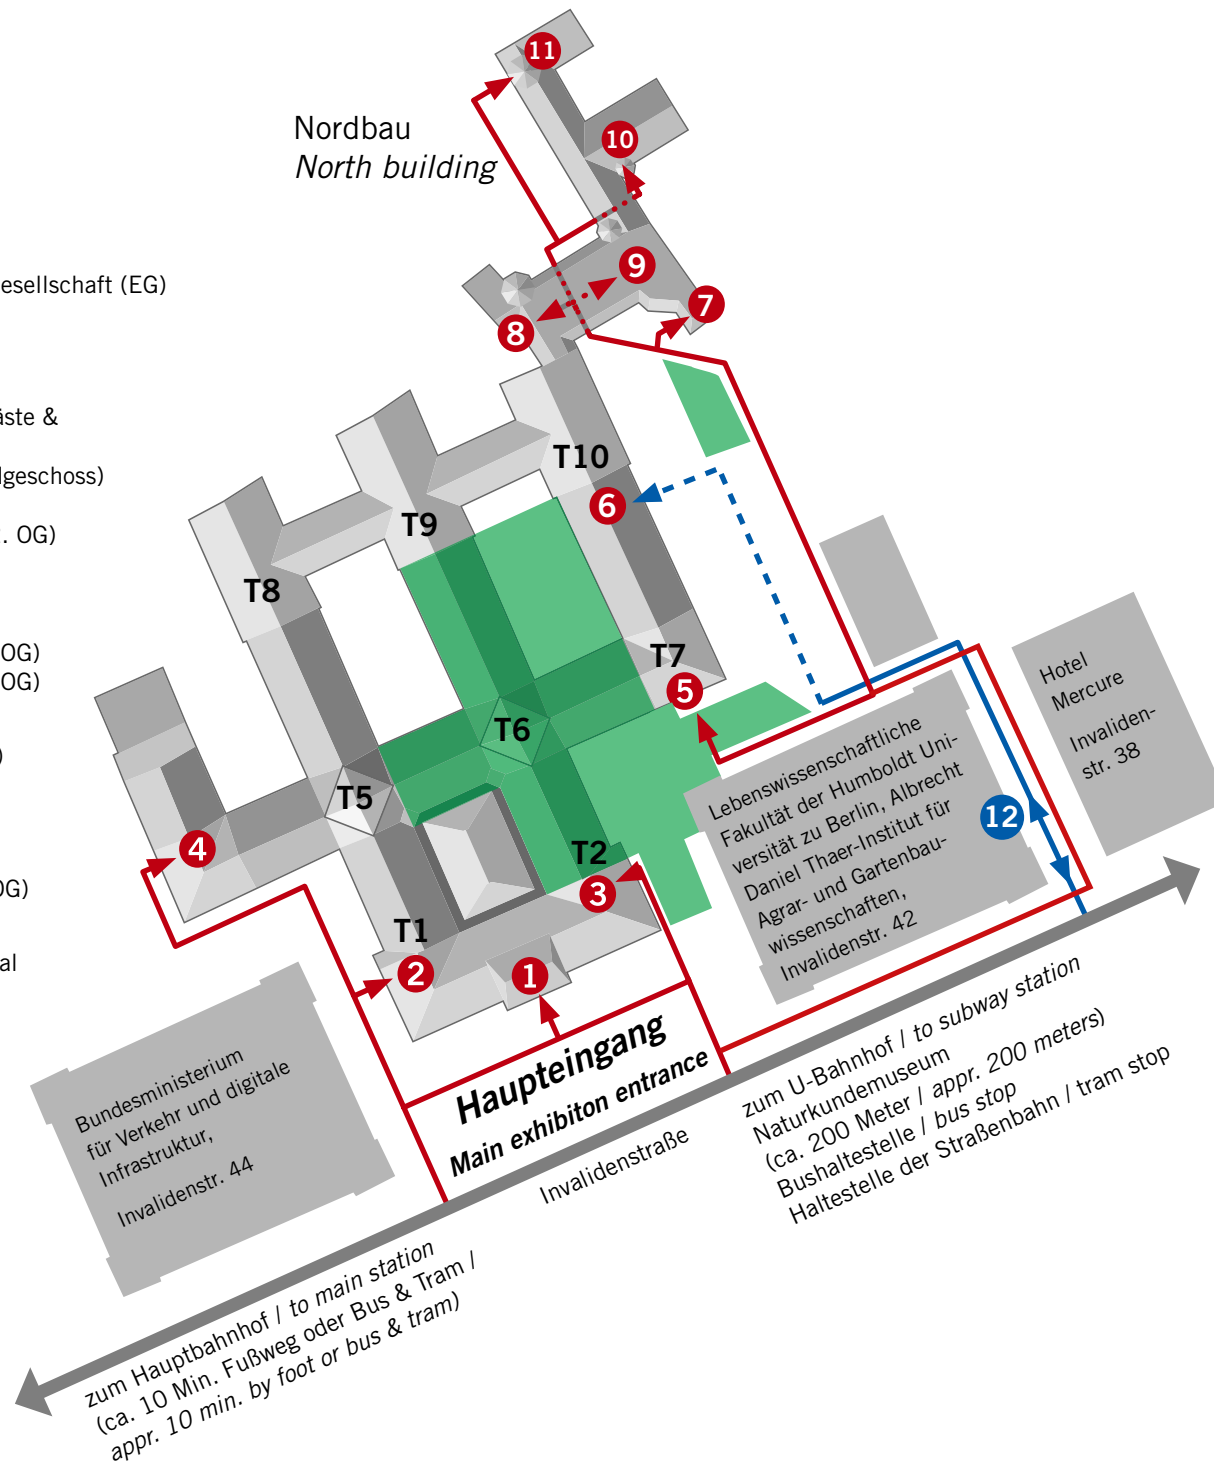 11
Nordbau
North building
10
9
7
8
esellschaft (EG)
äste &
lgeschoss)
. OG)
OG)
OG)
)
OG)
al
T10
6
T9
T8
T7
5
T6
T5
4
T2
3
T1
2
1
12
Hotel
Mercure
Invaliden-
str. 38
Lebenswissenschaftliche
Fakultät der Humboldt Uni-
versität zu Berlin, Albrecht
Daniel Thaer-Institut für
Agrar- und Gartenbau-
wissenschaften,
Invalidenstr. 42
Bundesministerium
für Verkehr und digitale
Infrastruktur,
Invalidenstr. 44
Haupteingang
Main exhibiton entrance
Invalidenstraße
zum U-Bahnhof / to subway station
Naturkundemuseum
(ca. 200 Meter / appr. 200 meters)
Bushaltestelle / bus stop
Haltestelle der Straßenbahn / tram stop
zum Hauptbahnhof / to main station
(ca. 10 Min. Fußweg oder Bus & Tram /
appr. 10 min. by foot or bus & tram)